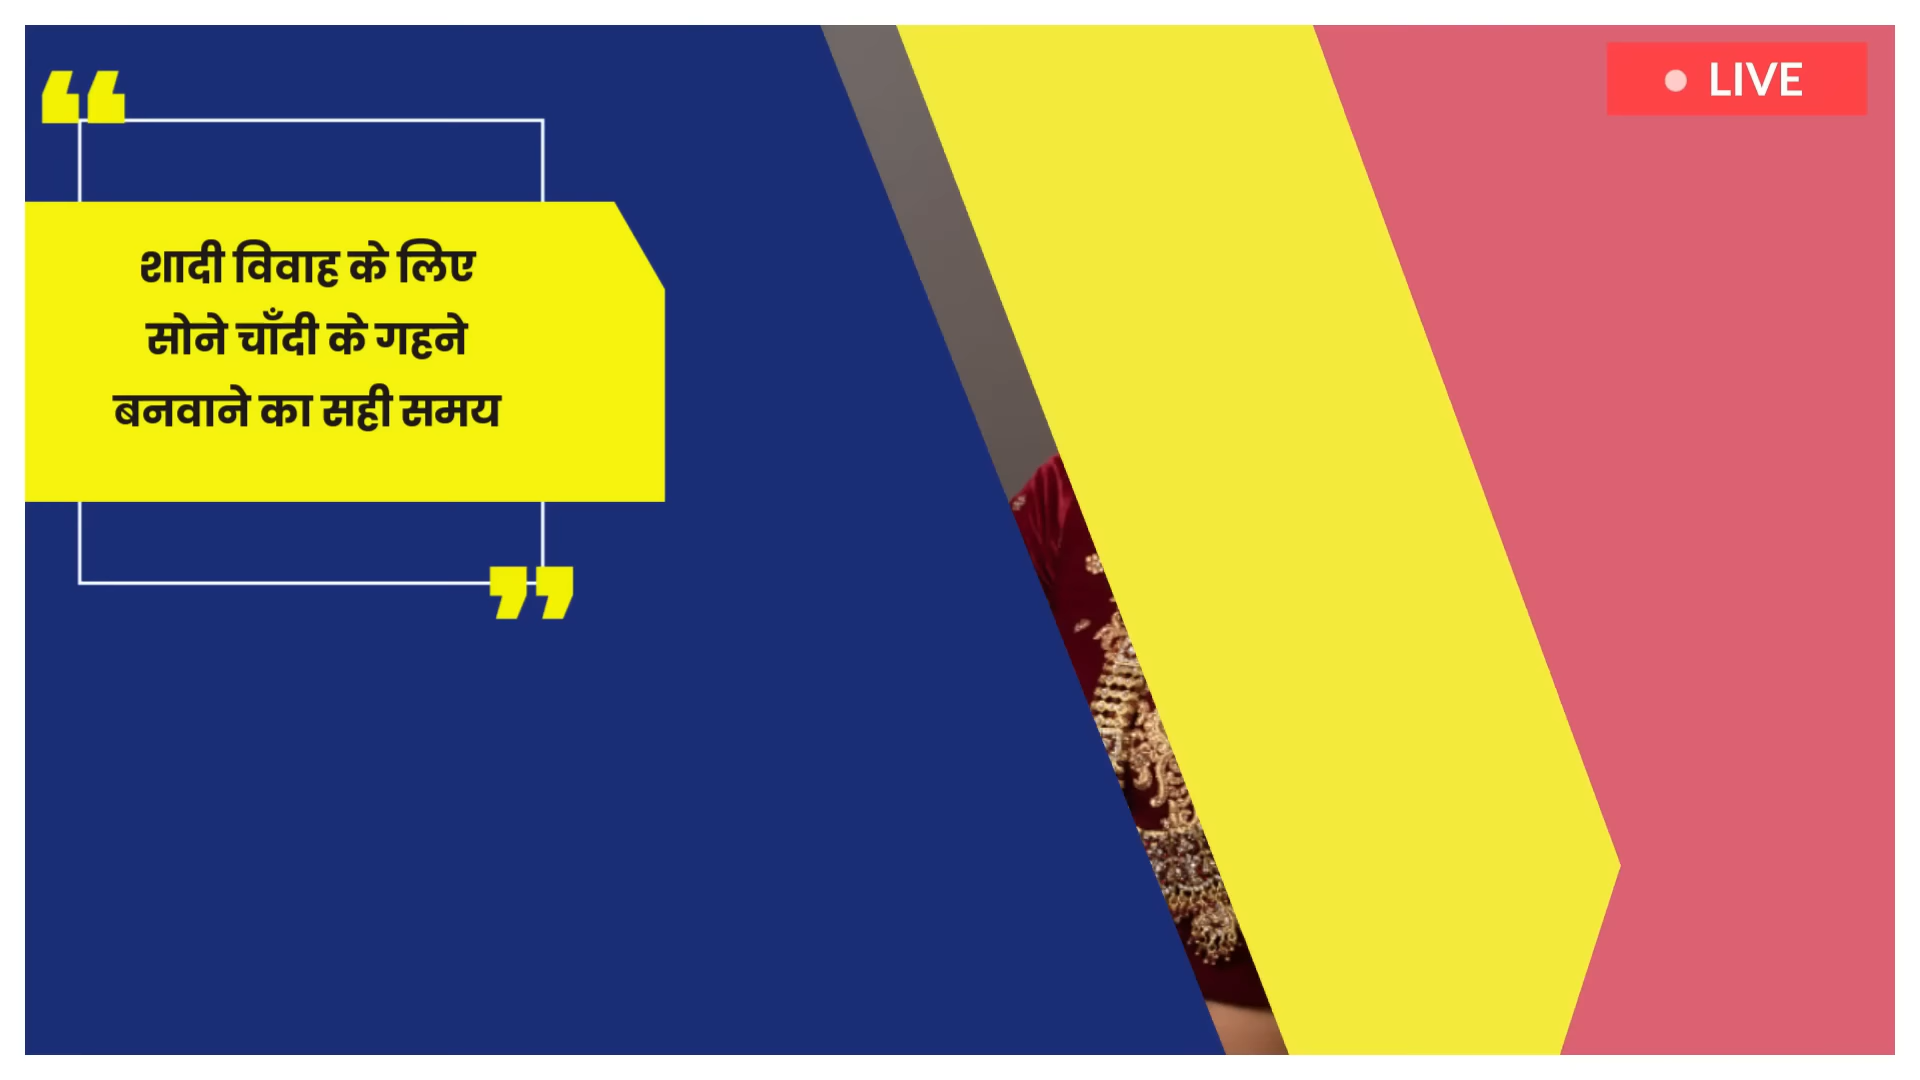 LIVE
शादी विवाह के लिए
सोने चाँदी के गहने
बनवाने का सही समय